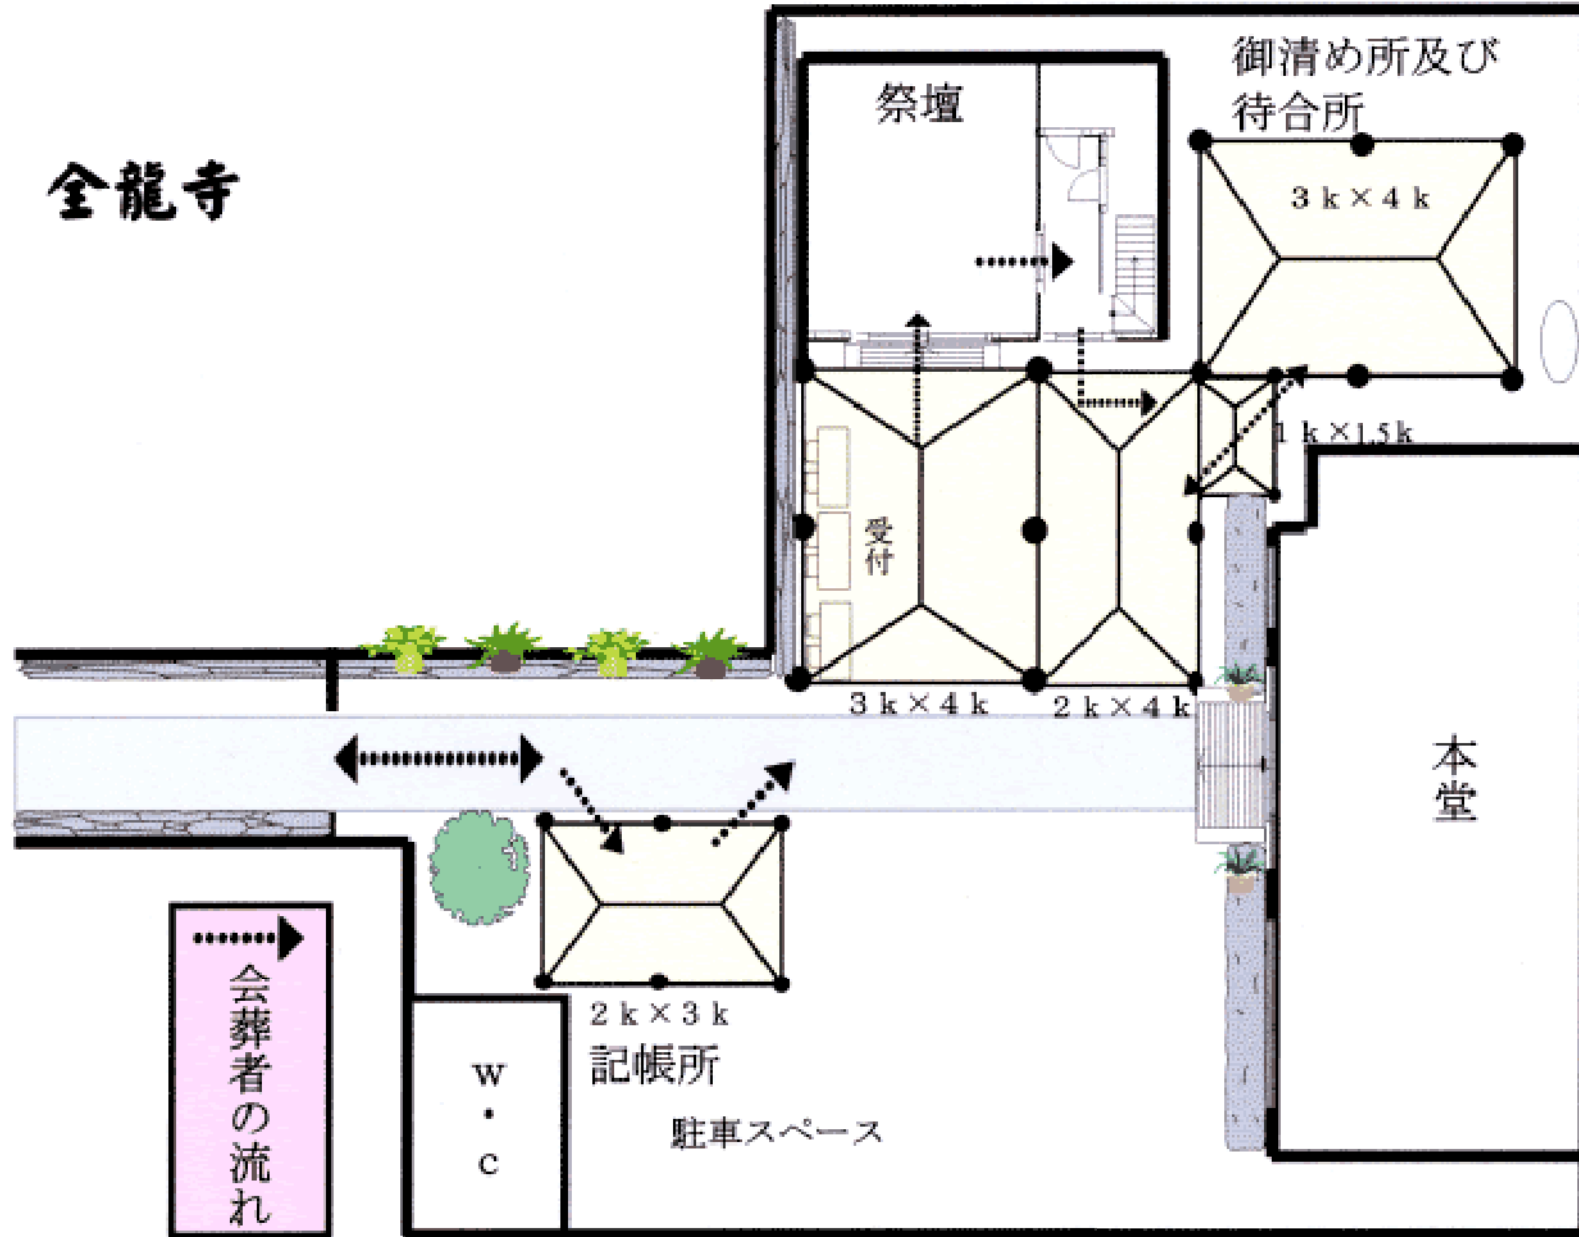 全龍寺
祭壇
御清め所及び
待合所
3k×4k
1k×1.5k
受付
3k×4k
2k×4k
本堂
2k×3k
記帳所
w・c
駐車スペース
会葬者の流れ